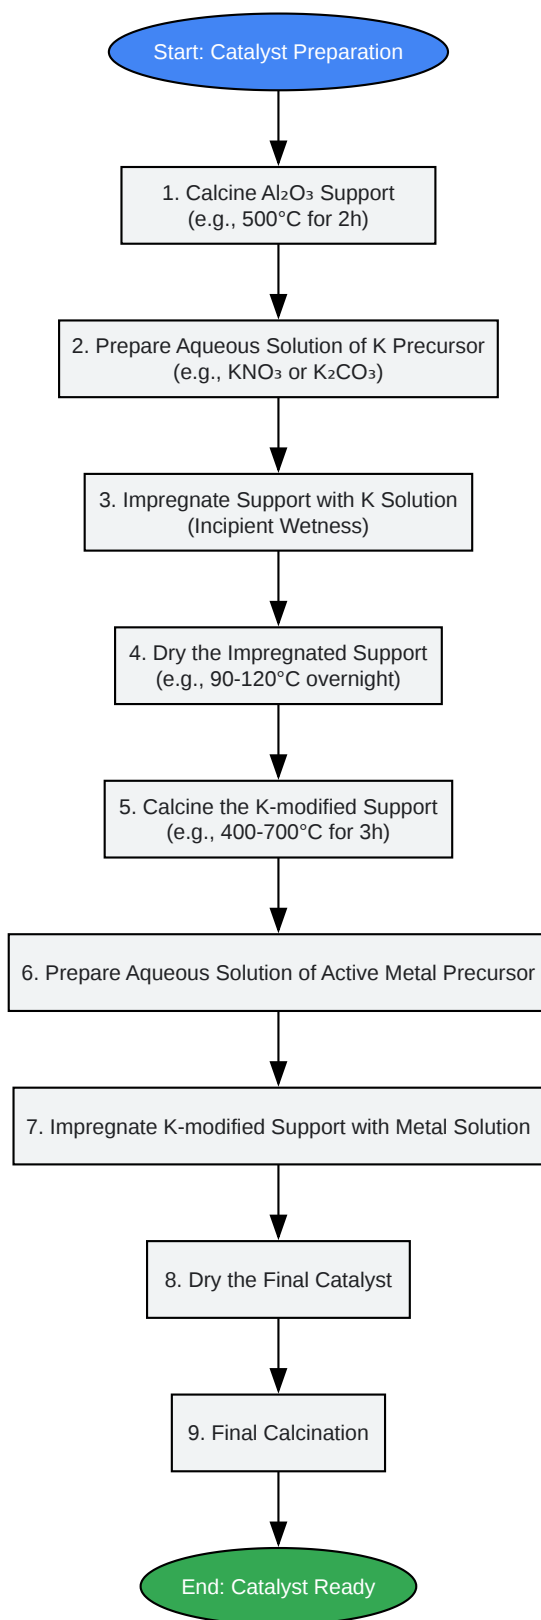 Start: Catalyst Preparation
1. Calcine Al₂O₃ Support
(e.g., 500°C for 2h)
2. Prepare Aqueous Solution of K Precursor
(e.g., KNO₃ or K₂CO₃)
3. Impregnate Support with K Solution
(Incipient Wetness)
4. Dry the Impregnated Support
(e.g., 90-120°C overnight)
5. Calcine the K-modified Support
(e.g., 400-700°C for 3h)
6. Prepare Aqueous Solution of Active Metal Precursor
7. Impregnate K-modified Support with Metal Solution
8. Dry the Final Catalyst
9. Final Calcination
End: Catalyst Ready